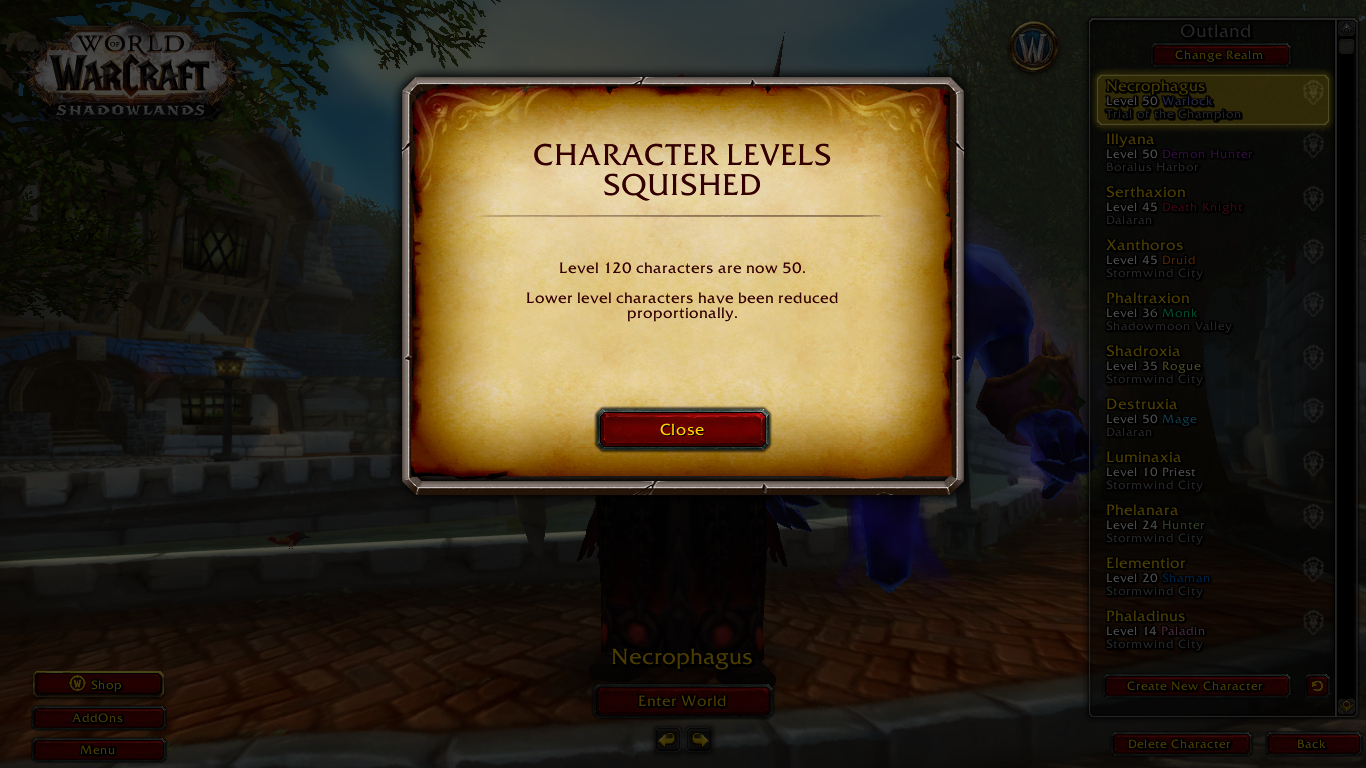 WORLD
OF
WARCRAFT
SHADOWLANDS
CHARACTER LEVELS
SQUISHED
Level 120 characters are now 50.
Lower level characters have been reduced
proportionally.
Close
Necrophagus
Enter World
Shop
AddOns
Menu
W
Outland
Change Realm
Necrophagus
Level 50 Warlock
Trial of the Champion
Illyana
Level 50 Demon Hunter
Boralus Harbor
Serthaxion
Level 45 Death Knight
Dalaran
Xanthoros
Level 45 Druid
Stormwind City
Phaltraxion
Level 36 Monk
Shadowmoon Valley
Shadroxia
Level 35 Rogue
Stormwind City
Destruxia
Level 50 Mage
Dalaran
Luminaxia
Level 10 Priest
Stormwind City
Phelanara
Level 24 Hunter
Stormwind City
Elementior
Level 20 Shaman
Stormwind City
Phaladinus
Level 14 Paladin
Stormwind City
Create New Character
Delete Character
Back